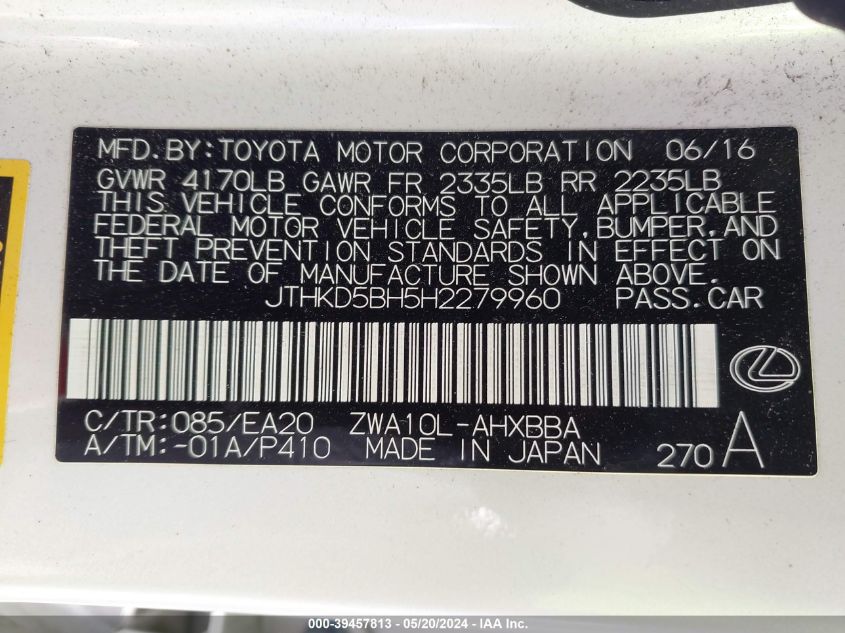 MFD.BY:TOYOTA MOTOR CORPORATION 06/16
GVWR 4170LB GAWR FR 2335LB RR 2235LB
THIS VEHICLE CONFORMS TO ALL APPLICABLE
FEDERAL MOTOR VEHICLE SAFETY,BUMPER,AND
THEFT PREVENTION STANDARDS IN EFFECT ON
THE DATE OF MANUFACTURE SHOWN ABOVE.
JTHKD5BH5H2279960 PASS.CAR
C/TR:085/EA20 ZWA10L-AHXBBA
A/TM:-01A/P410 MADE IN JAPAN 270 A
000-39457813 - 05/20/2024 - IAA Inc.